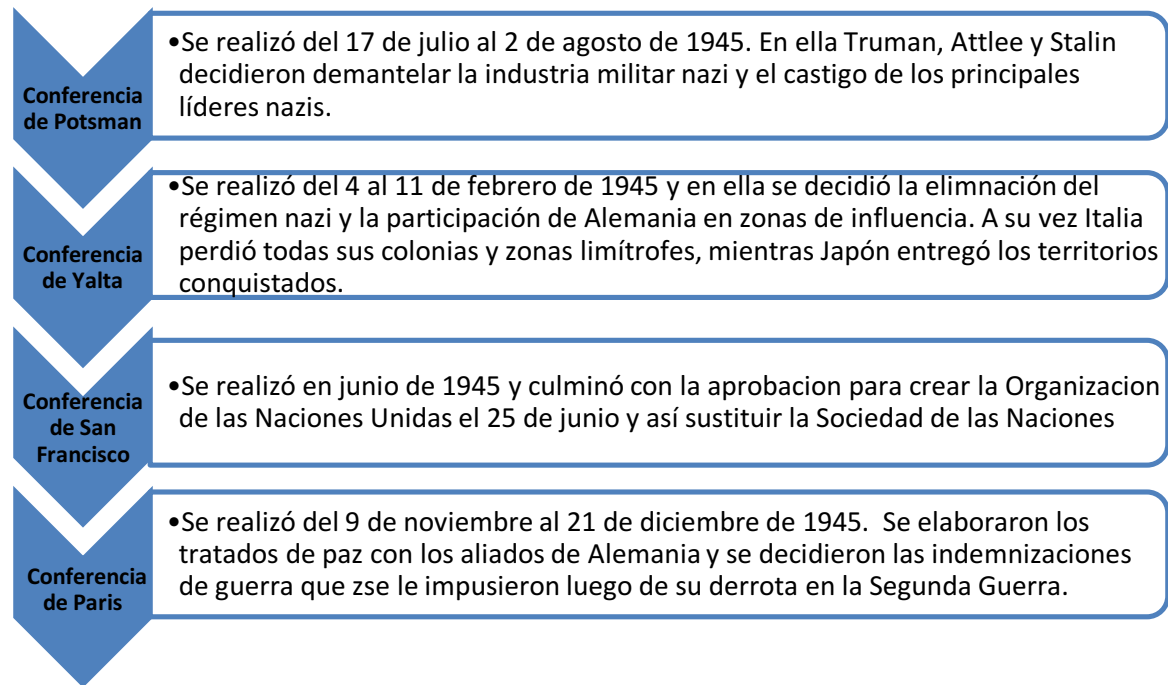 Conferencia
de Potsman
•Se realizó del 17 de julio al 2 de agosto de 1945. En ella Truman, Attlee y Stalin
decidieron demantelar la industria militar nazi y el castigo de los principales
líderes nazis.
Conferencia
de Yalta
•Se realizó del 4 al 11 de febrero de 1945 y en ella se decidió la elimnación del
régimen nazi y la participación de Alemania en zonas de influencia. A su vez Italia
perdió todas sus colonias y zonas limítrofes, mientras Japón entregó los territorios
conquistados.
Conferencia
de San
Francisco
•Se realizó en junio de 1945 y culminó con la aprobacion para crear la Organizacion
de las Naciones Unidas el 25 de junio y así sustituir la Sociedad de las Naciones
Conferencia
de Paris
•Se realizó del 9 de noviembre al 21 de diciembre de 1945. Se elaboraron los
tratados de paz con los aliados de Alemania y se decidieron las indemnizaciones
de guerra que zse le impusieron luego de su derrota en la Segunda Guerra.